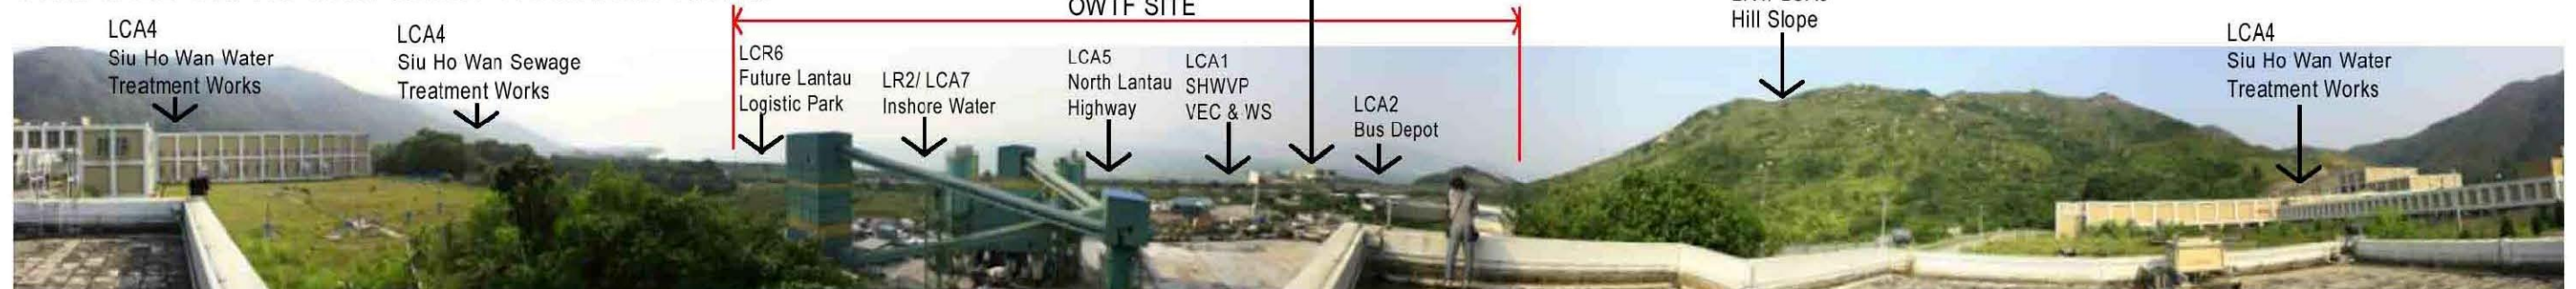 OWTF SITE
LCA4
Siu Ho Wan Water
Treatment Works
LCA4
Siu Ho Wan Sewage
Treatment Works
LCR6
Future Lantau
Logistic Park
LR2/ LCA7
Inshore Water
LCA5
North Lantau
Highway
LCA1
SHWVP
VEC & WS
LCA2
Bus Depot
Hill Slope
LCA4
Siu Ho Wan Water
Treatment Works